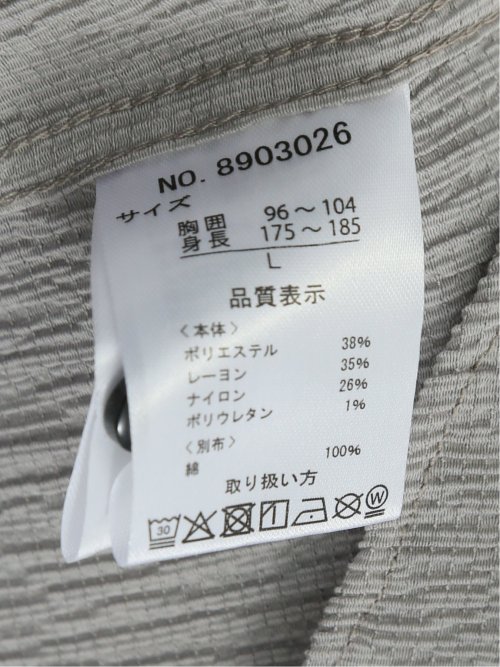 NO. 8903026
サイズ
胸囲 96〜104
身長 175〜185
L
品質表示
〈本体〉
ポリエステル 38%
レーヨン 35%
ナイロン 26%
ポリウレタン 1%
〈別布〉
綿 100%
取り扱い方
30 W